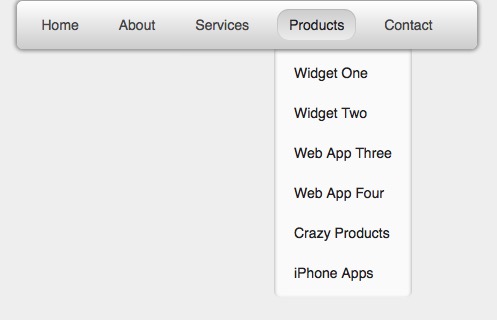 Home About Services Products Contact
Widget One
Widget Two
Web App Three
Web App Four
Crazy Products
iPhone Apps